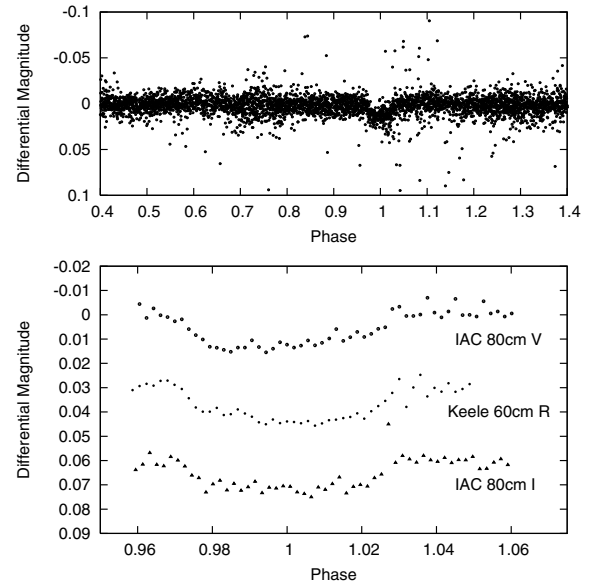 -0.1
-0.05
0
0.05
0.1
Differential Magnitude
0.4 0.5 0.6 0.7 0.8 0.9 1 1.1 1.2 1.3 1.4
Phase
-0.02
-0.01
0
0.01
0.02
0.03
0.04
0.05
0.06
0.07
0.08
0.09
Differential Magnitude
IAC 80cm V
Keele 60cm R
IAC 80cm I
0.96 0.98 1 1.02 1.04 1.06
Phase